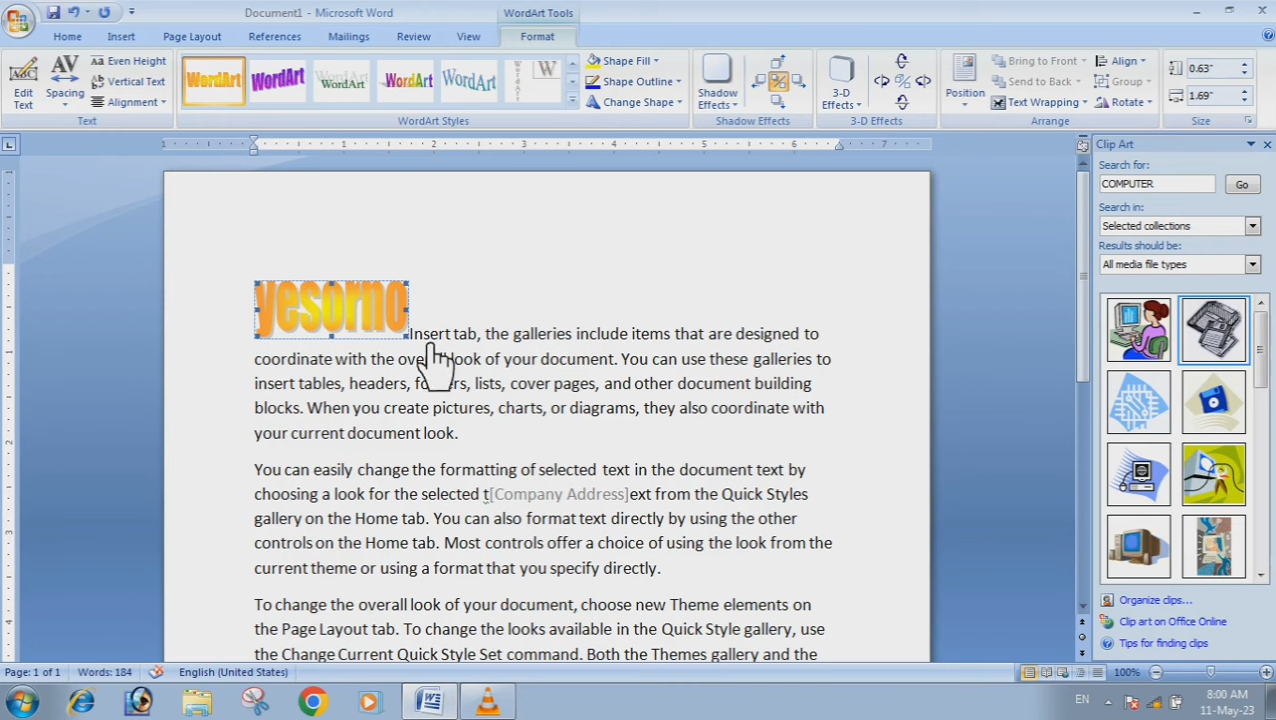 Document1 - Microsoft Word
WordArt Tools
Home
Insert
Page Layout
References
Mailings
Review
View
Format
Edit Text
Spacing
Even Height
Vertical Text
Alignment
Text
WordArt
WordArt
WordArt
WordArt
WordArt
WordArt Styles
Shape Fill
Shape Outline
Change Shape
Shadow Effects
Shadow Effects
3-D Effects
3-D Effects
Position
Bring to Front
Send to Back
Text Wrapping
Align
Group
Rotate
Arrange
0.63"
1.69"
Size
Clip Art
Search for:
COMPUTER
Go
Search in:
Selected collections
Results should be:
All media file types
Organize clips...
Clip art on Office Online
Tips for finding clips
yesorno
Insert tab, the galleries include items that are designed to
coordinate with the look of your document. You can use these galleries to
insert tables, headers, lists, cover pages, and other document building
blocks. When you create pictures, charts, or diagrams, they also coordinate with
your current document look.
You can easily change the formatting of selected text in the document text by
choosing a look for the selected t[Company Address]ext from the Quick Styles
gallery on the Home tab. You can also format text directly by using the other
controls on the Home tab. Most controls offer a choice of using the look from the
current theme or using a format that you specify directly.
To change the overall look of your document, choose new Theme elements on
the Page Layout tab. To change the looks available in the Quick Style gallery, use
the Change Current Quick Style Set command. Both the Themes gallery and the
Page: 1 of 1
Words: 184
English (United States)
100%
EN
8:00 AM
11-May-23